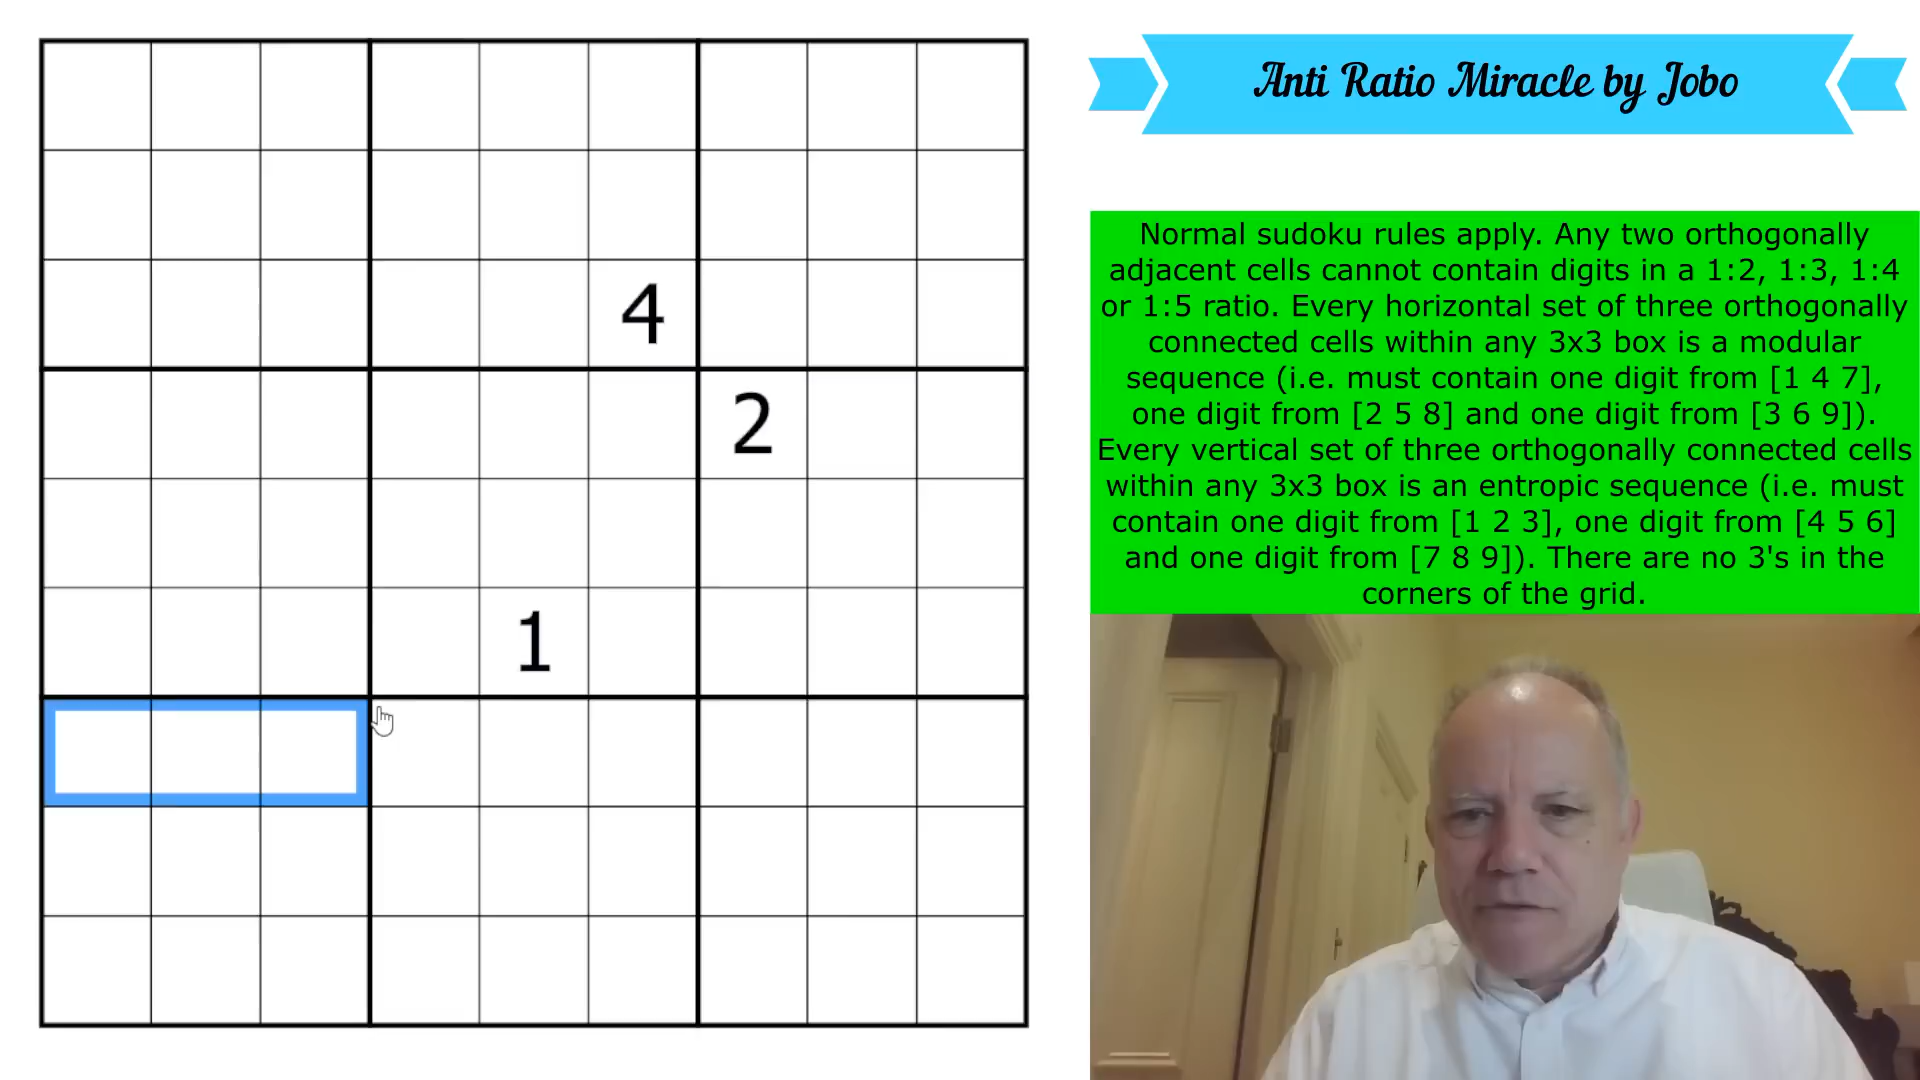 Anti Ratio Miracle by Jobo
Normal sudoku rules apply. Any two orthogonally
adjacent cells cannot contain digits in a 1:2, 1:3, 1:4
or 1:5 ratio. Every horizontal set of three orthogonally
connected cells within any 3x3 box is a modular
sequence (i.e. must contain one digit from [1 4 7],
one digit from [2 5 8] and one digit from [3 6 9]).
Every vertical set of three orthogonally connected cells
within any 3x3 box is an entropic sequence (i.e. must
contain one digit from [1 2 3], one digit from [4 5 6]
and one digit from [7 8 9]). There are no 3's in the
corners of the grid.
4
2
1